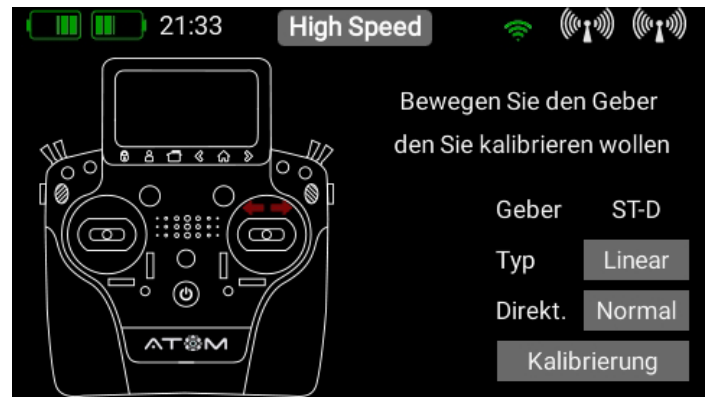 21:33 High Speed
Bewegen Sie den Geber
den Sie kalibrieren wollen
Geber ST-D
Typ Linear
Direkt. Normal
Kalibrierung
ATOM